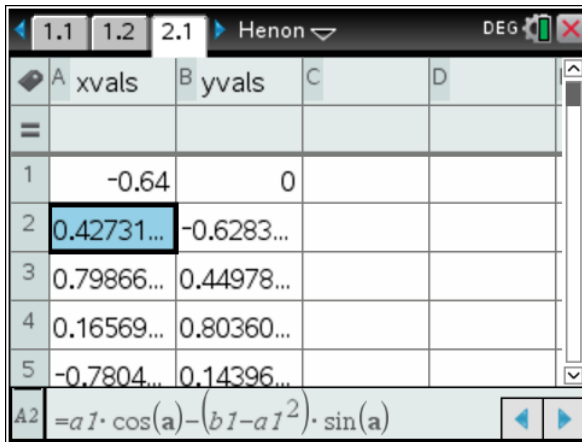 1.1 1.2 2.1 Henon DEG
A xvals B yvals C D
=
1 -0.64 0
2 0.42731... -0.6283...
3 0.79866... 0.44978...
4 0.16569... 0.80360...
5 -0.7804... 0.14396...
A2 =a1·cos(a)-(b1-a1²)·sin(a)